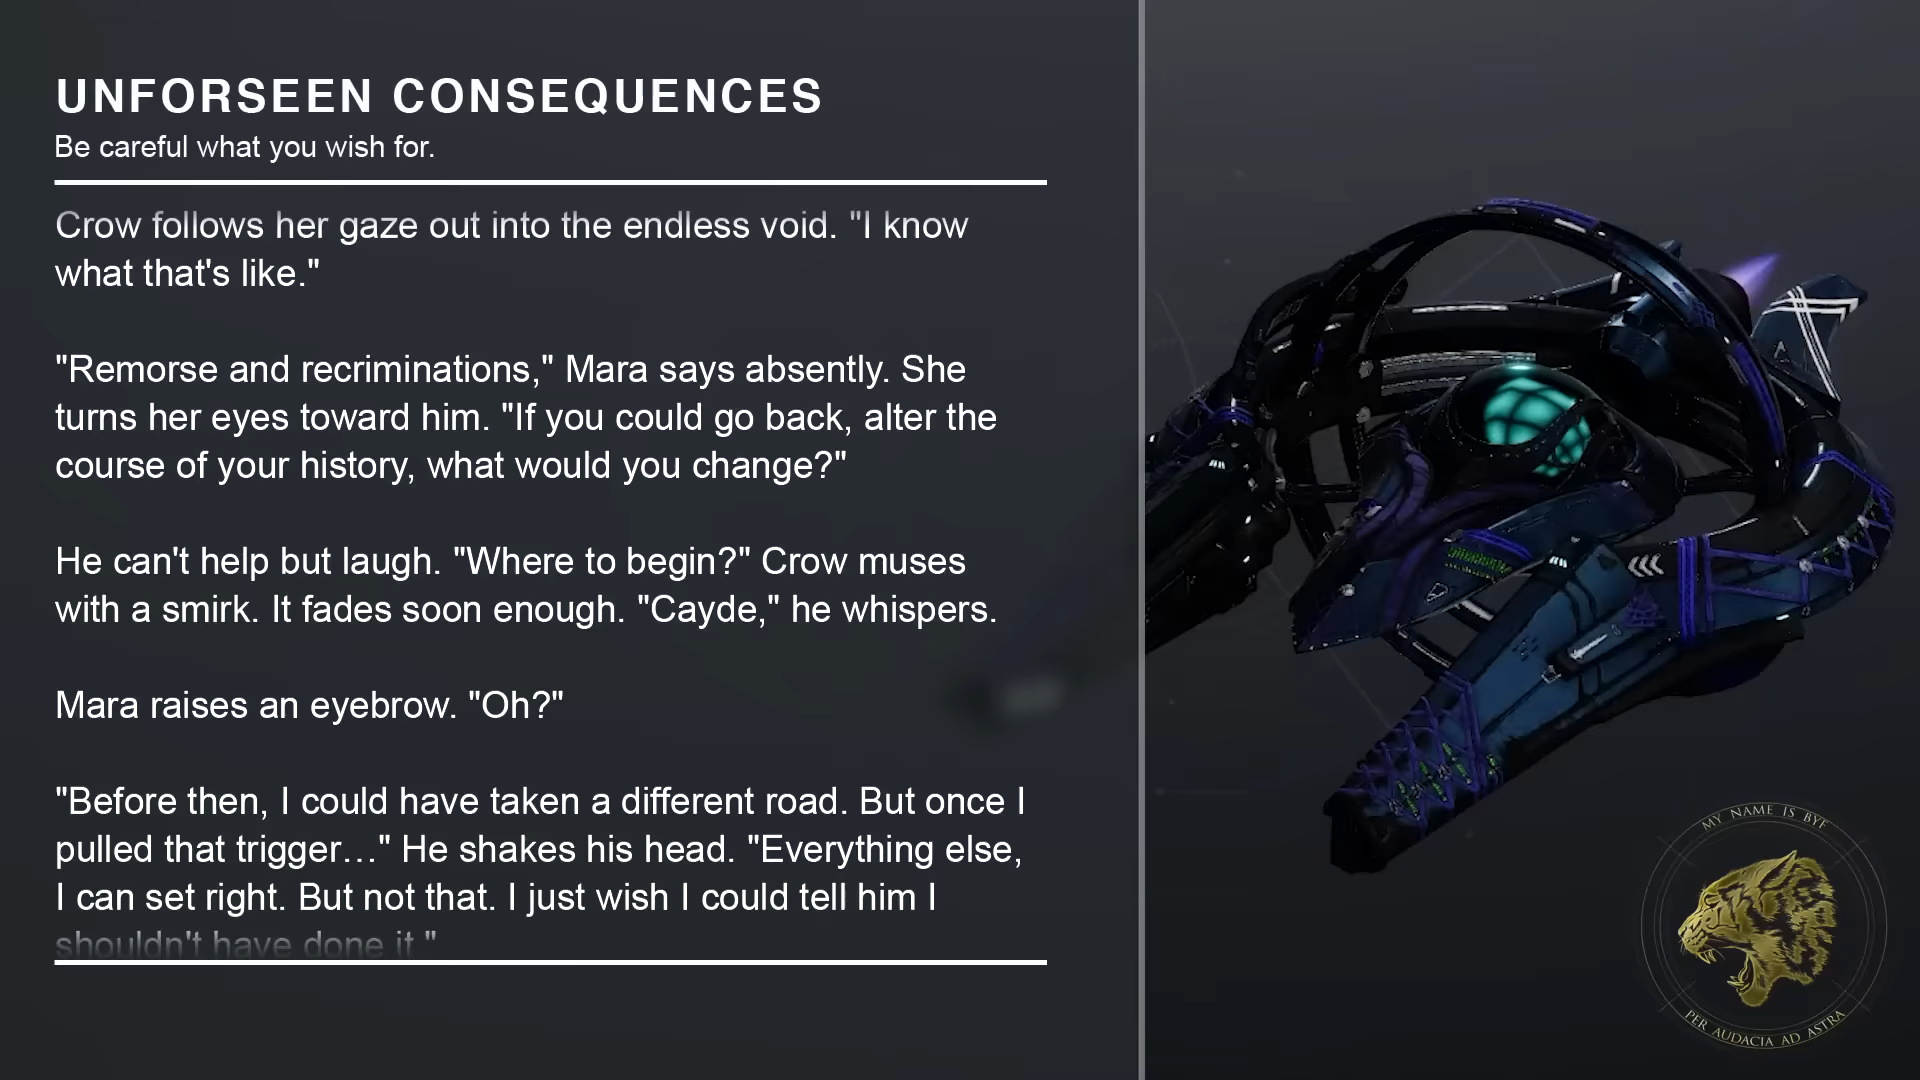 UNFORSEEN CONSEQUENCES
Be careful what you wish for.
Crow follows her gaze out into the endless void. "I know
what that's like."
"Remorse and recriminations," Mara says absently. She
turns her eyes toward him. "If you could go back, alter the
course of your history, what would you change?"
He can't help but laugh. "Where to begin?" Crow muses
with a smirk. It fades soon enough. "Cayde," he whispers.
Mara raises an eyebrow. "Oh?"
"Before then, I could have taken a different road. But once I
pulled that trigger…" He shakes his head. "Everything else,
I can set right. But not that. I just wish I could tell him I
shouldn't have done it."
MY NAME IS BYF
PER AUDACIA AD ASTRA